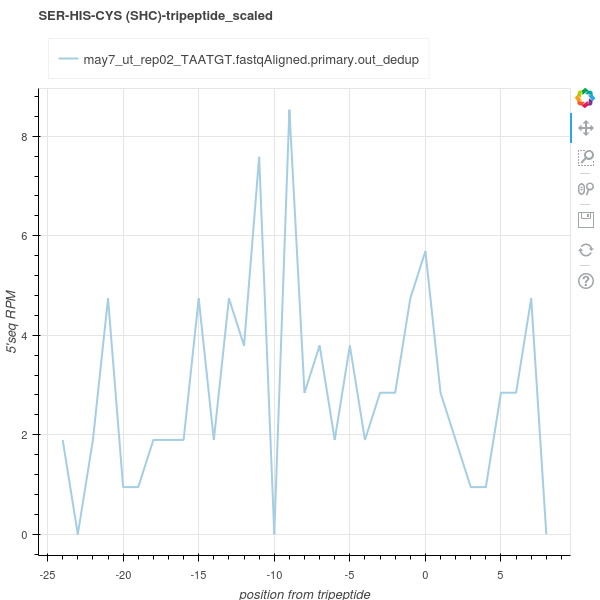 SER-HIS-CYS (SHC)-tripeptide_scaled
may7_ut_rep02_TAATGT.fastqAligned.primary.out_dedup
8
6
4
2
0
5'seq RPM
-25 -20 -15 -10 -5 0 5
position from tripeptide